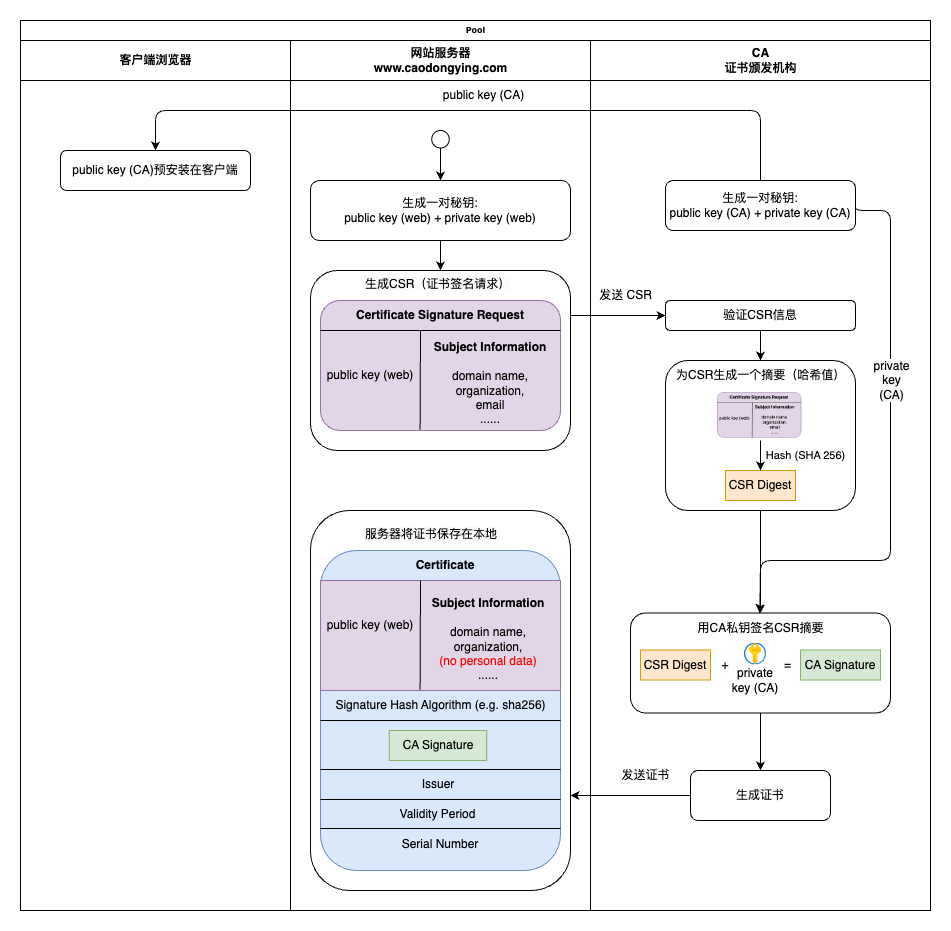 Pool
客户端浏览器
网站服务器
www.caodongying.com
CA
证书颁发机构
public key (CA)
public key (CA)预安装在客户端
生成一对秘钥:
public key (web) + private key (web)
生成一对秘钥:
public key (CA) + private key (CA)
生成CSR（证书签名请求）
Certificate Signature Request
public key (web)
Subject Information
domain name,
organization,
email
......
发送 CSR
验证CSR信息
private
key
(CA)
为CSR生成一个摘要（哈希值）
Certificate Signature Request
public key (web)
Subject Information
domain name,
organization,
email
......
Hash (SHA 256)
CSR Digest
服务器将证书保存在本地
Certificate
public key (web)
Subject Information
domain name,
organization,
(no personal data)
......
Signature Hash Algorithm (e.g. sha256)
CA Signature
Issuer
Validity Period
Serial Number
用CA私钥签名CSR摘要
CSR Digest
+
private
key (CA)
=
CA Signature
发送证书
生成证书